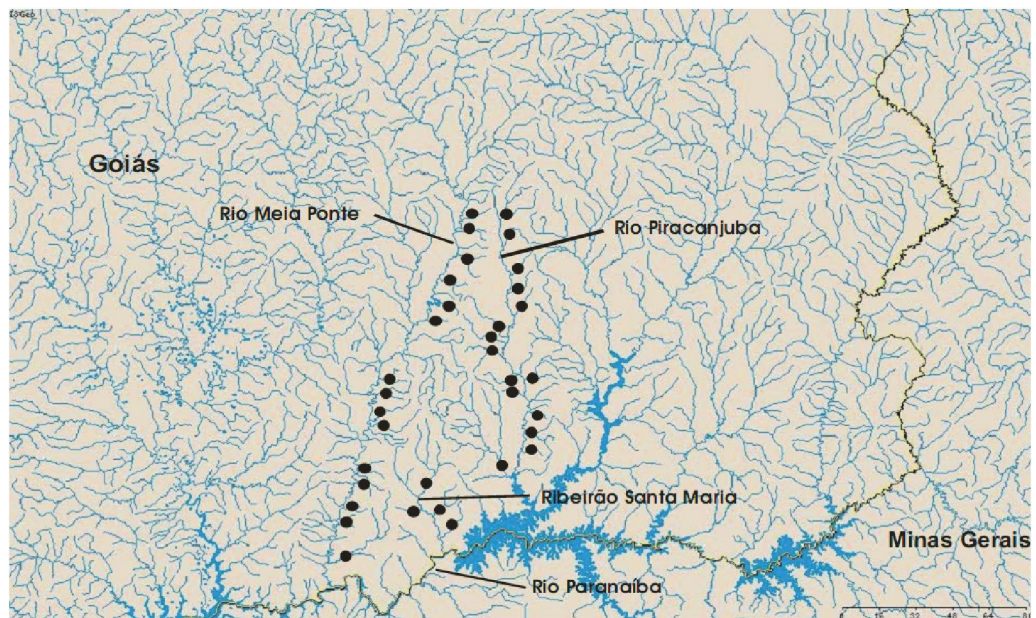 Goiás
Rio Meia Ponte
Rio Piracanjuba
Ribeirão Santa Maria
Minas Gerais
Rio Paranaíba